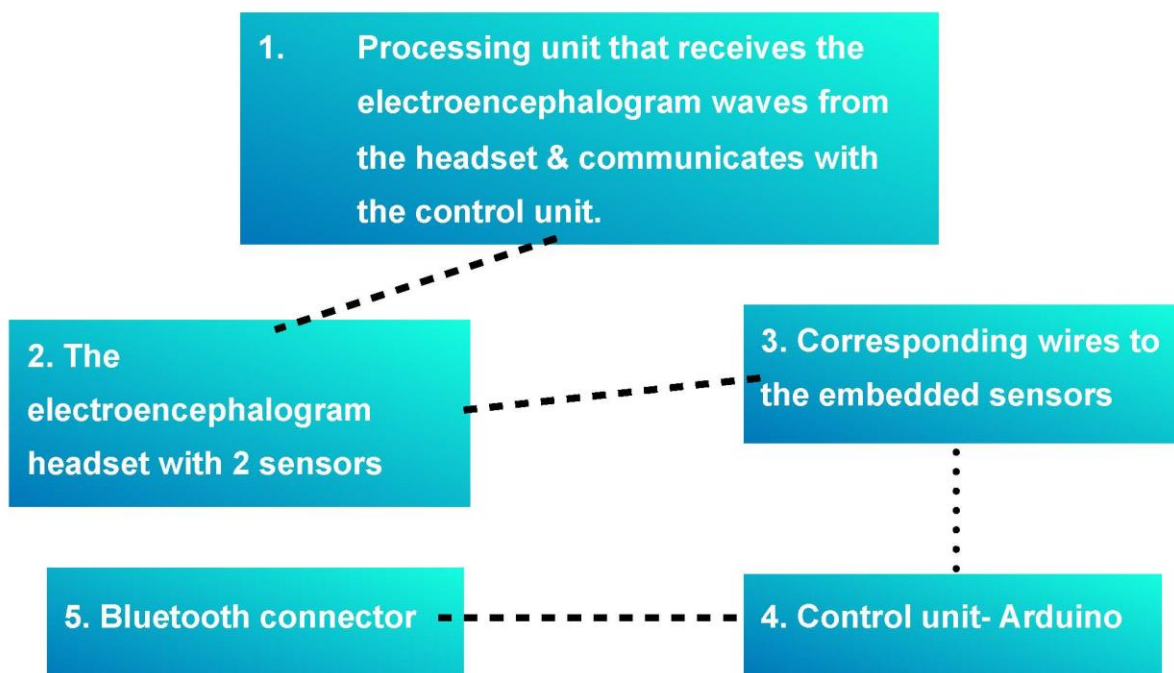 1. Processing unit that receives the
electroencephalogram waves from
the headset & communicates with
the control unit.
2. The
electroencephalogram
headset with 2 sensors
3. Corresponding wires to
the embedded sensors
5. Bluetooth connector
4. Control unit- Arduino